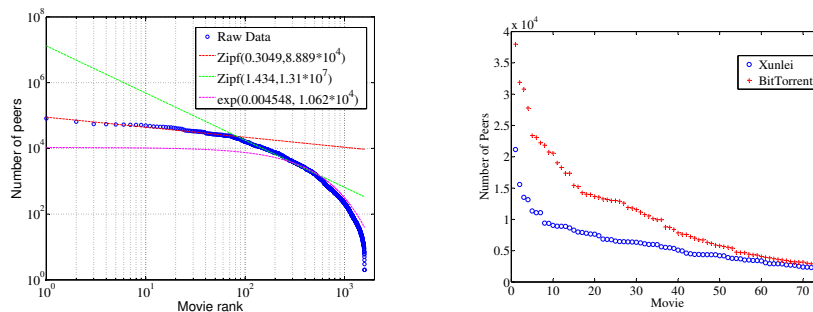 10^8
10^6
10^4
10^2
10^0
Number of peers
Raw Data
Zipf(0.3049,8.889*10^4)
Zipf(1.434,1.31*10^7)
exp(0.004548, 1.062*10^4)
10^0 10^1 10^2 10^3
Movie rank
x 10^4
4
3.5
3
2.5
2
1.5
1
0.5
0
Number of Peers
Xunlei
BitTorrent
0 10 20 30 40 50 60 70
Movie